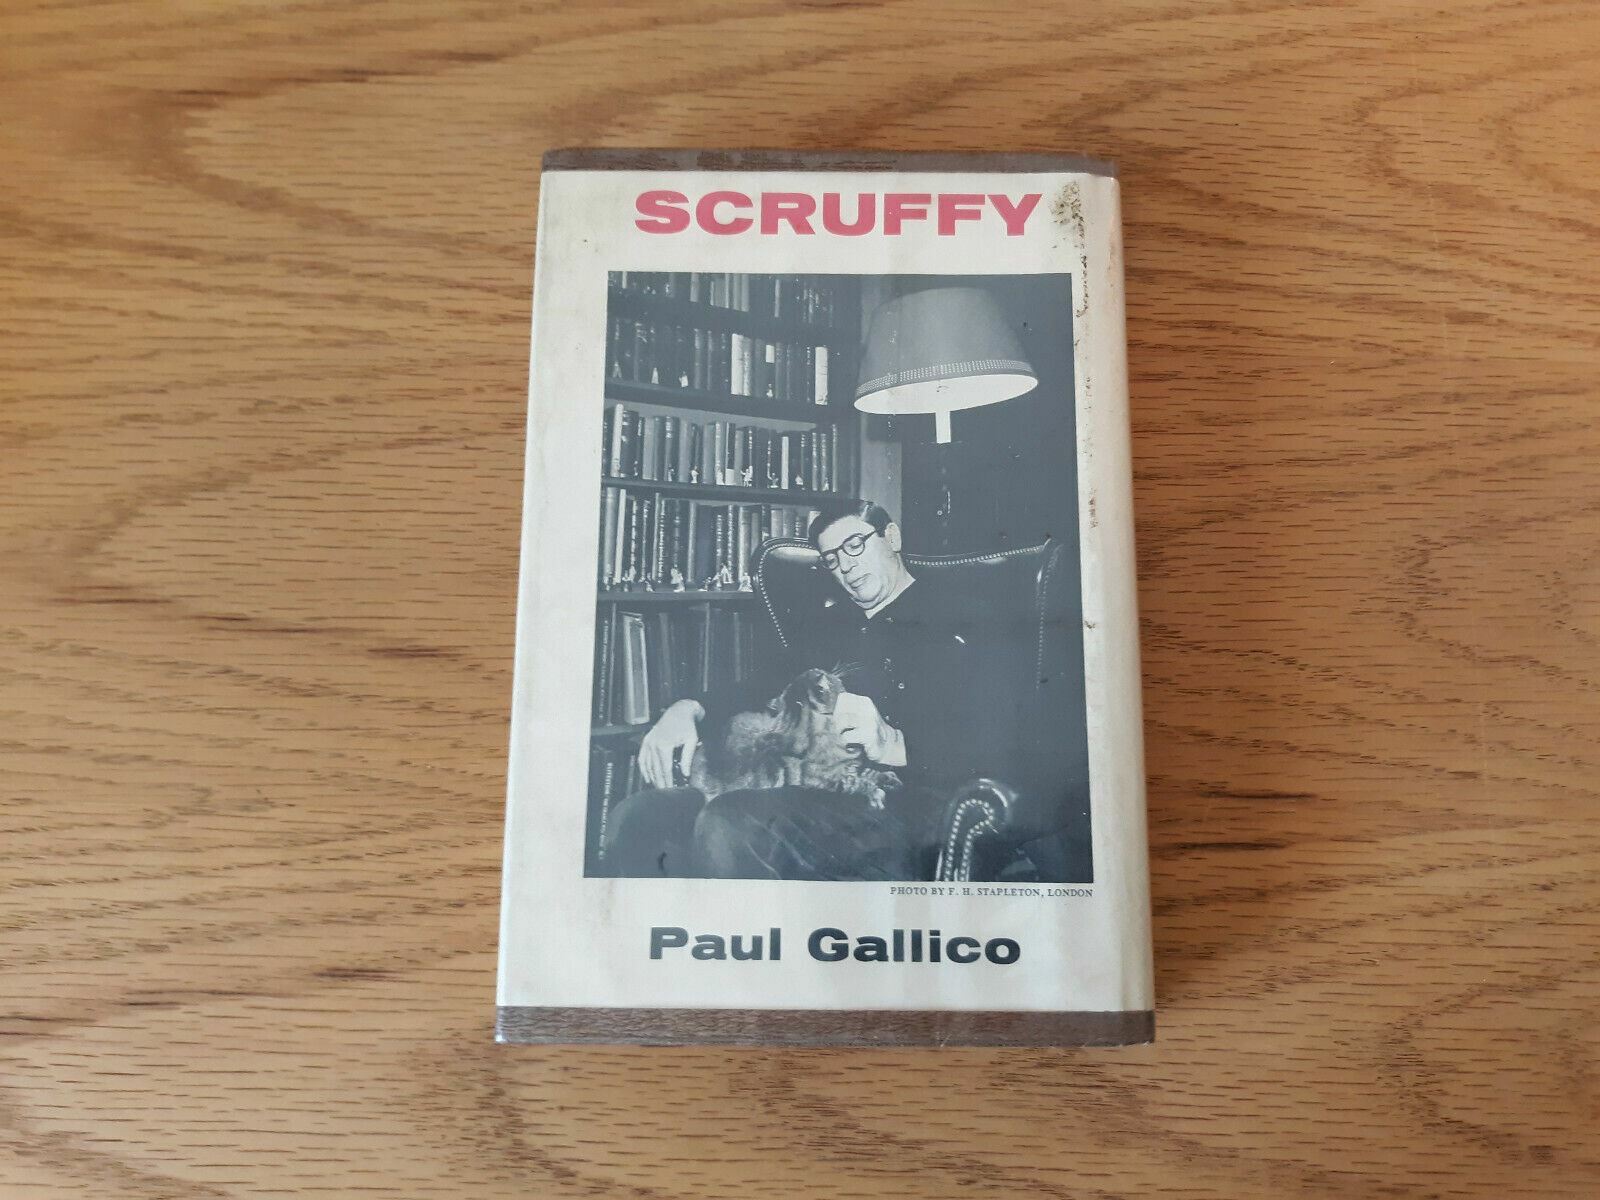 SCRUFFY
PHOTO BY F. H. STAPLETON, LONDON
Paul Gallico